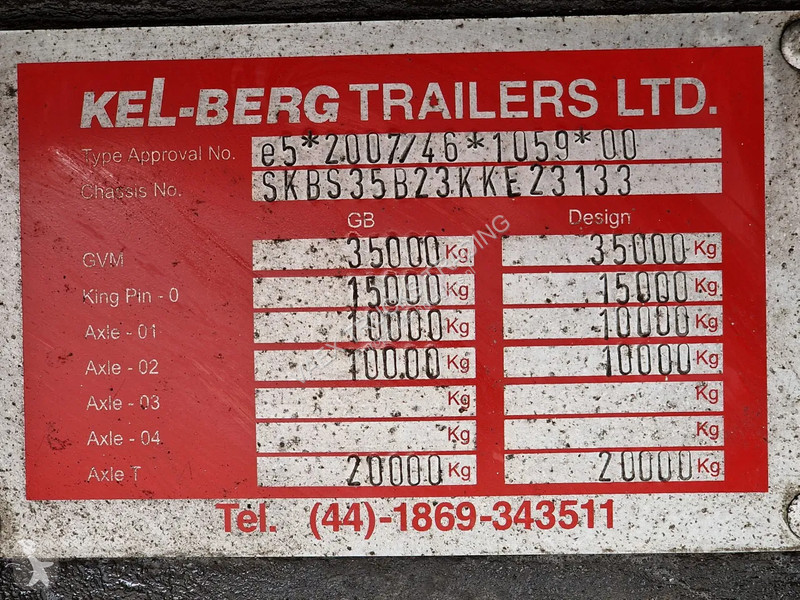 KEL-BERG TRAILERS LTD.
Type Approval No. e5*2007/46*1059*00
Chassis No. SKBS35B23KKE23133
GB Design
GVM 35000 Kg 35000 Kg
King Pin - 0 15000 Kg 15000 Kg
Axle - 01 10000 Kg 10000 Kg
Axle - 02 10000 Kg 10000 Kg
Axle - 03 Kg Kg
Axle - 04 Kg Kg
Axle T 20000 Kg 20000 Kg
Tel. (44)-1869-343511